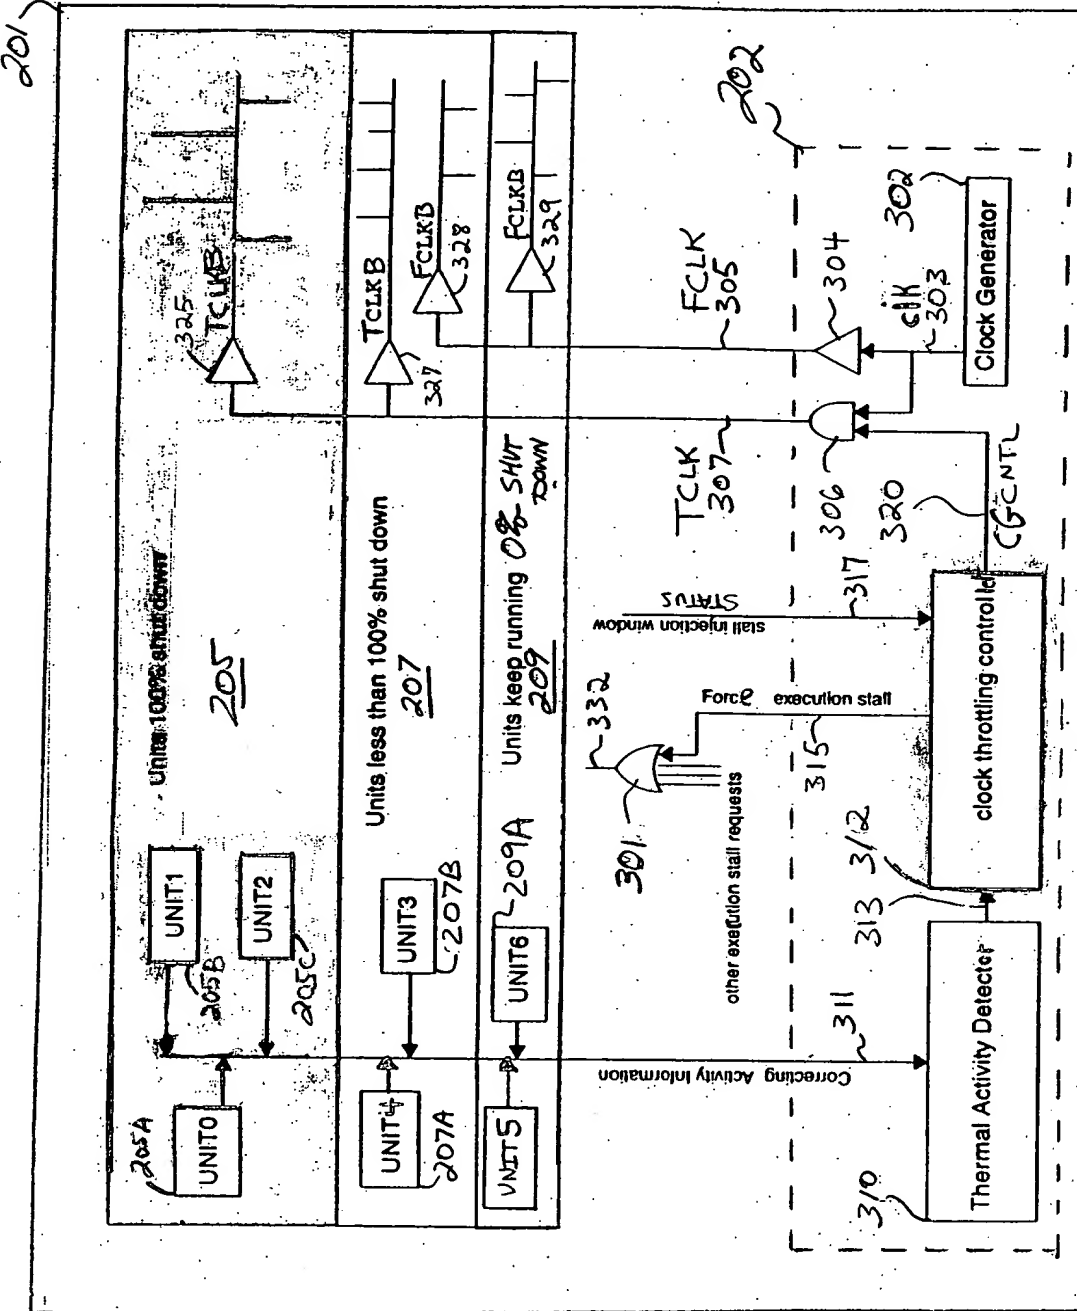 201
Units 100% shut down
205
UNIT0
205A
UNIT1
205B
UNIT2
205C
325
TCLKB
Units less than 100% shut down
207
UNIT4
207A
UNIT3
207B
TCLKB
327
FCLKB
328
Units keep running 0% SHUT
DOWN
209
UNIT5
UNIT6
209A
FCLKB
329
Correcting Activity Information
311
other execution stall requests
301
332
Force execution stall
315
stall injection window
STATUS
317
TCLK
307
FCLK
305
202
Thermal Activity Detector
310
313
312
clock throttling controlle
CGCNTL
320
306
304
clk
303
302
Clock Generator